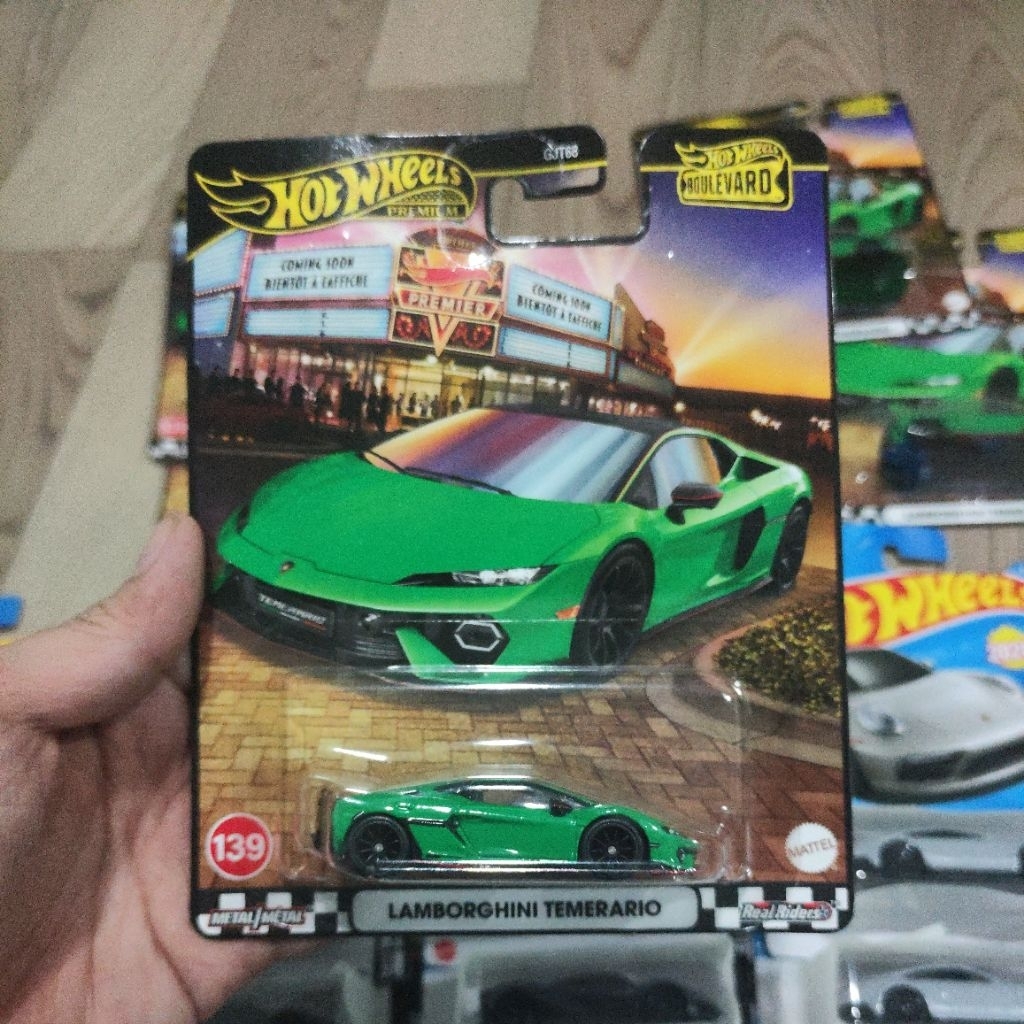 HOT WHEELS
PREMIUM
GJT68
HOT WHEELS
BOULEVARD
COMING SOON
BIENTÔT À L'AFFICHE
PREMIER
COMING SOON
BIENTÔT À L'AFFICHE
TEMERARIO
139
MATTEL
METAL/METAL
LAMBORGHINI TEMERARIO
Real Riders
HOT WHEELS